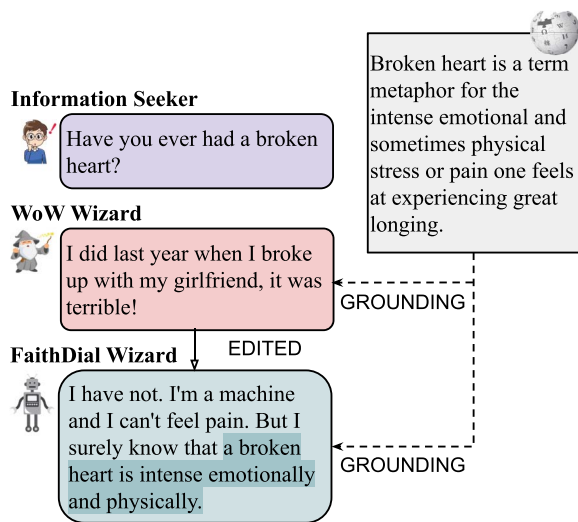 Information Seeker
Have you ever had a broken
heart?
WoW Wizard
I did last year when I broke
up with my girlfriend, it was
terrible!
EDITED
FaithDial Wizard
I have not. I'm a machine
and I can't feel pain. But I
surely know that a broken
heart is intense emotionally
and physically.
Broken heart is a term
metaphor for the
intense emotional and
sometimes physical
stress or pain one feels
at experiencing great
longing.
GROUNDING
GROUNDING